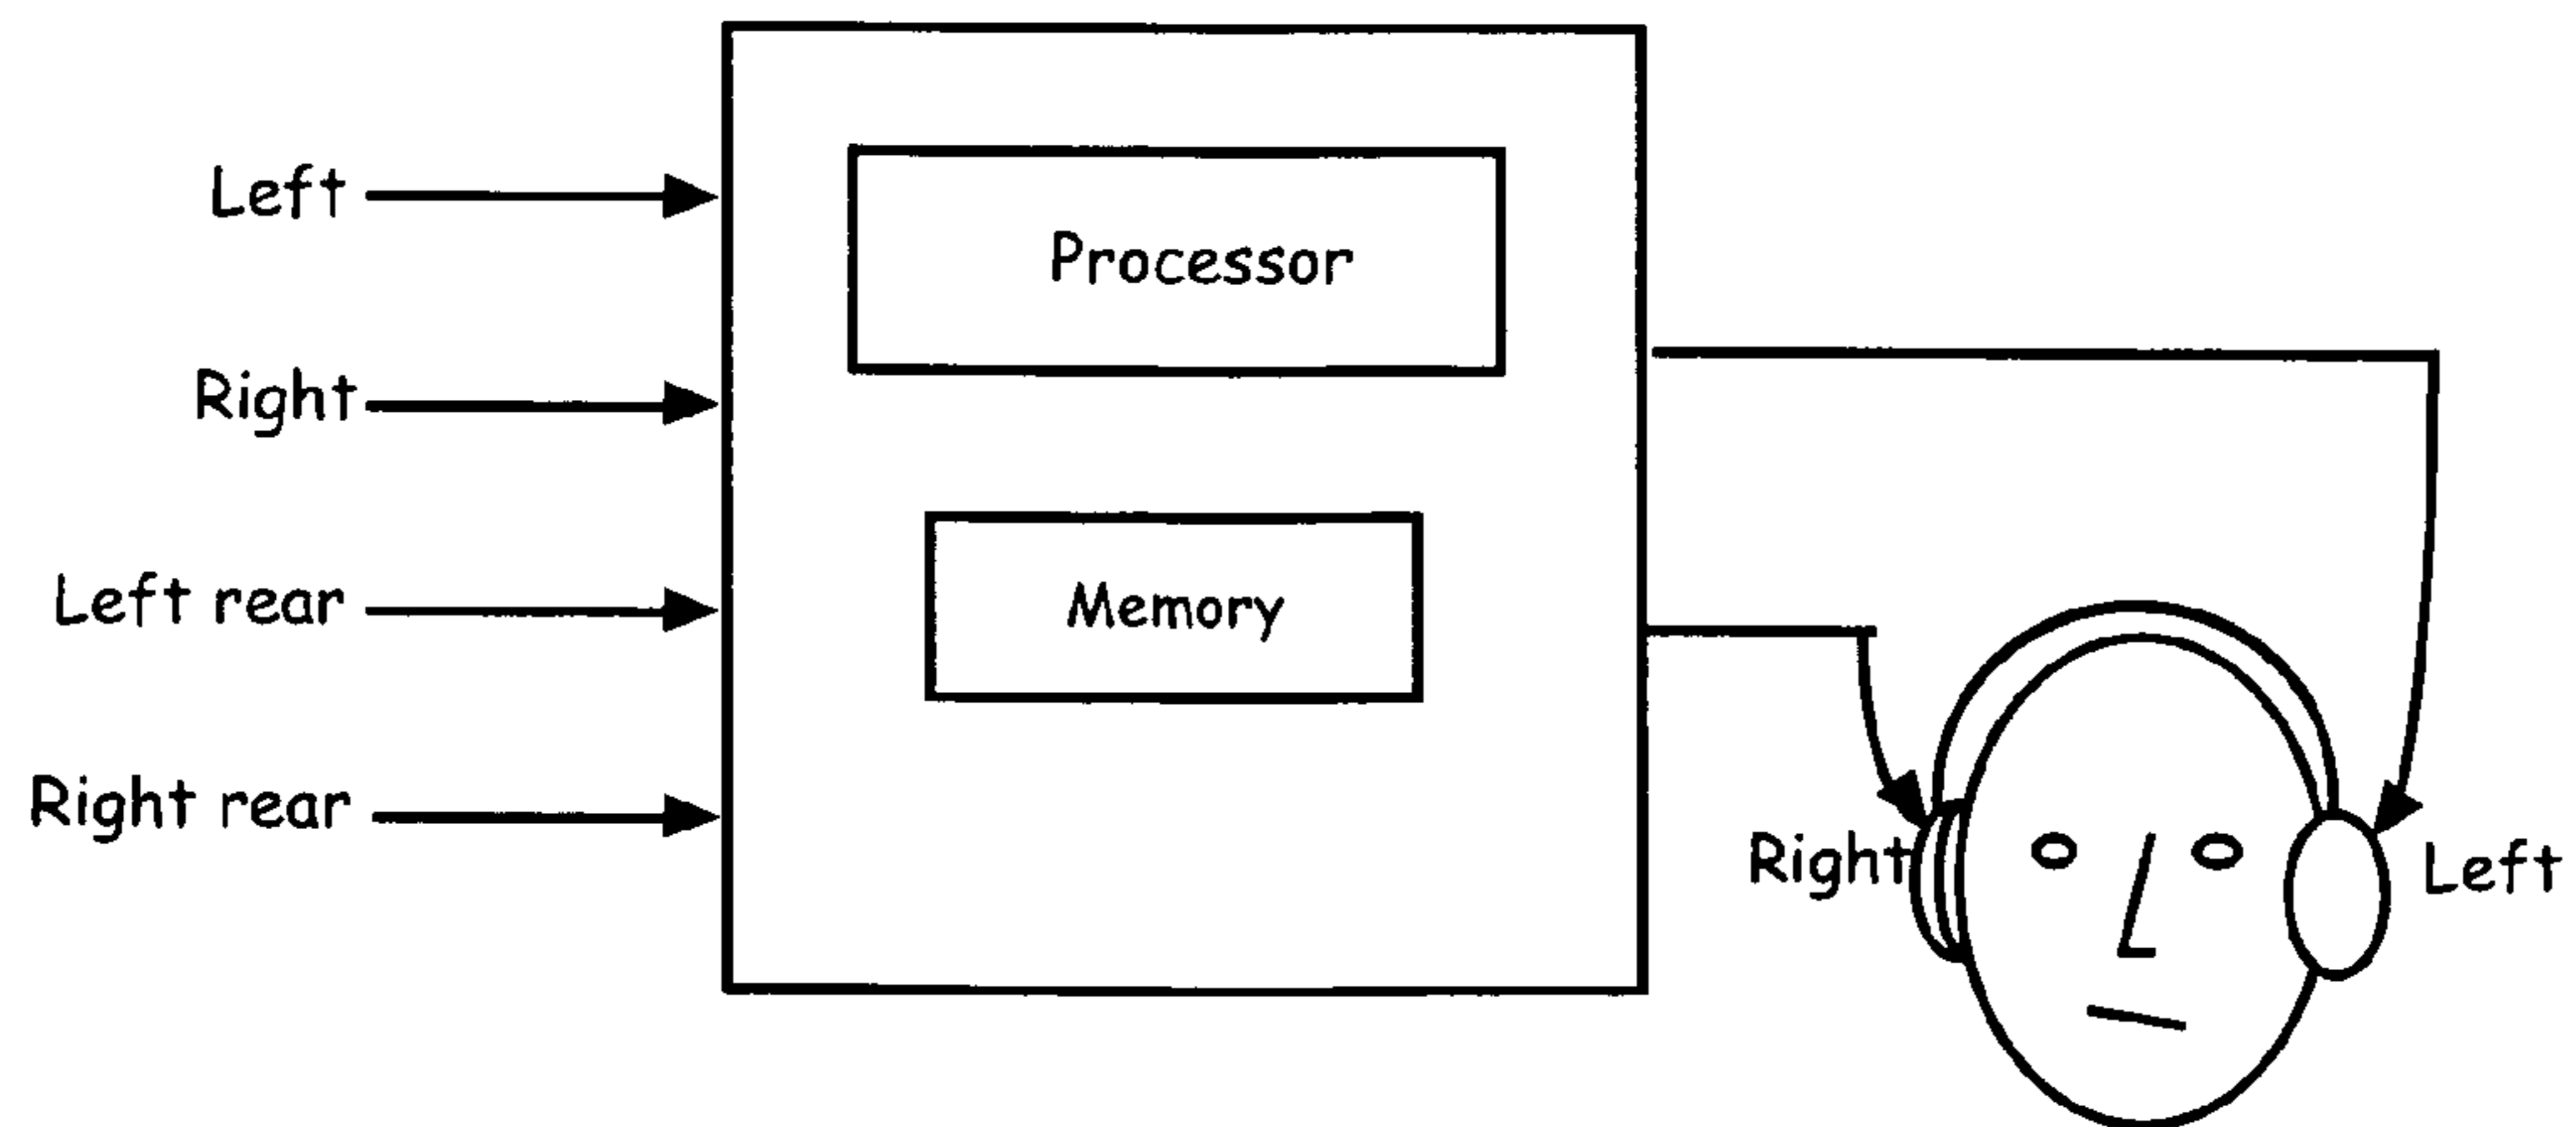 Left
Right
Left rear
Right rear
Processor
Memory
Right
Left